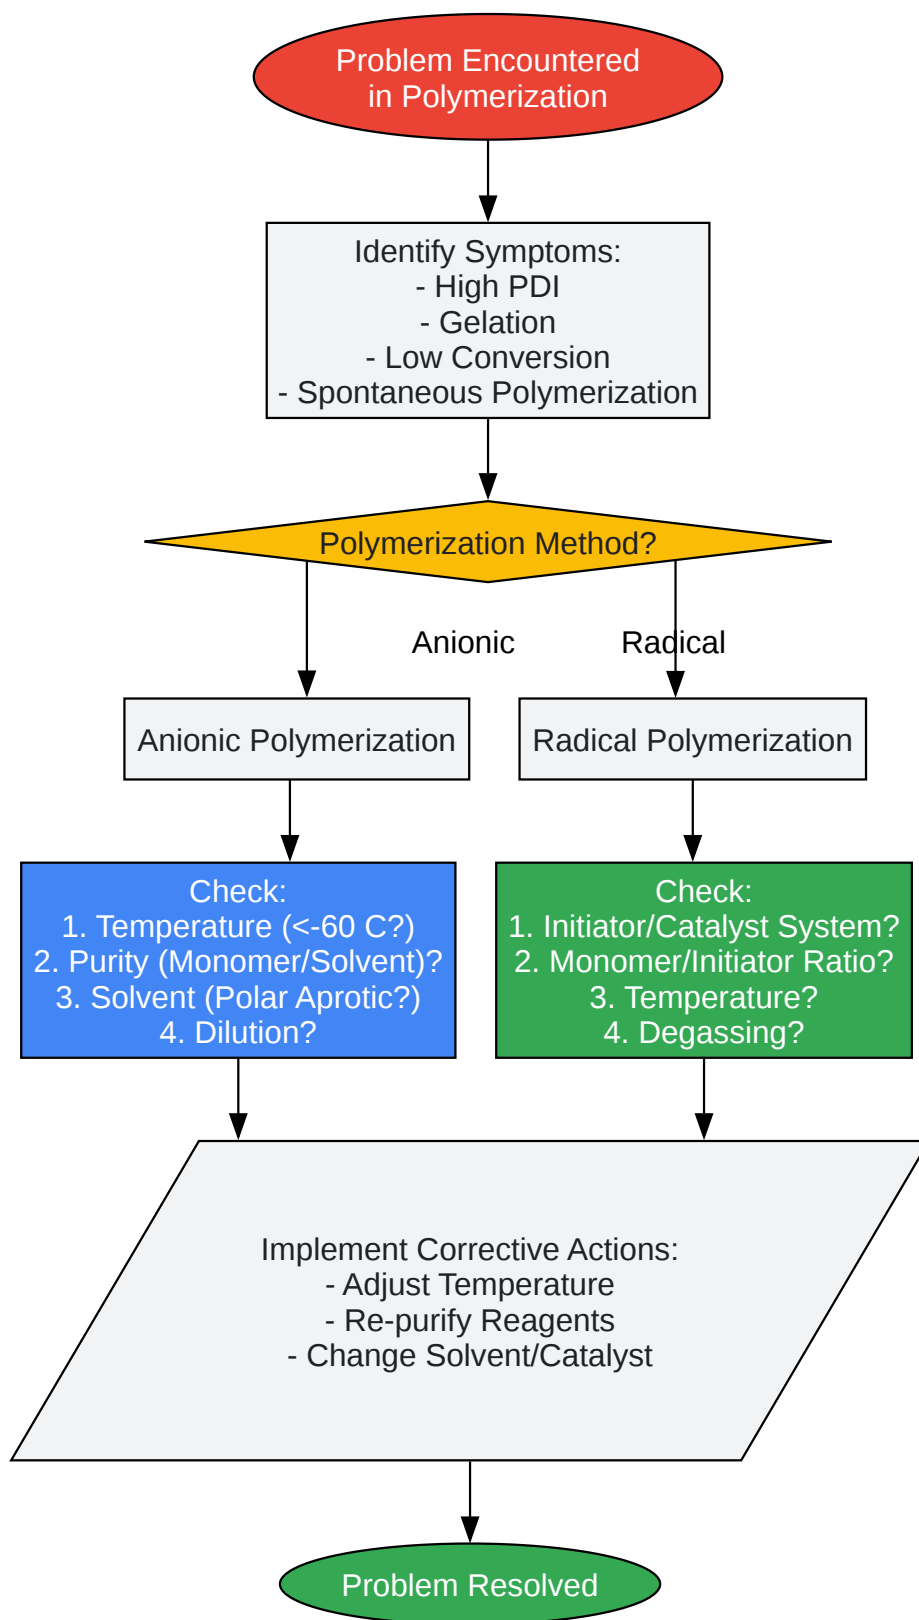 Problem Encountered
in Polymerization
Identify Symptoms:
- High PDI
- Gelation
- Low Conversion
- Spontaneous Polymerization
Polymerization Method?
Anionic
Radical
Anionic Polymerization
Radical Polymerization
Check:
1. Temperature (<-60 C?)
2. Purity (Monomer/Solvent)?
3. Solvent (Polar Aprotic?)
4. Dilution?
Check:
1. Initiator/Catalyst System?
2. Monomer/Initiator Ratio?
3. Temperature?
4. Degassing?
Implement Corrective Actions:
- Adjust Temperature
- Re-purify Reagents
- Change Solvent/Catalyst
Problem Resolved